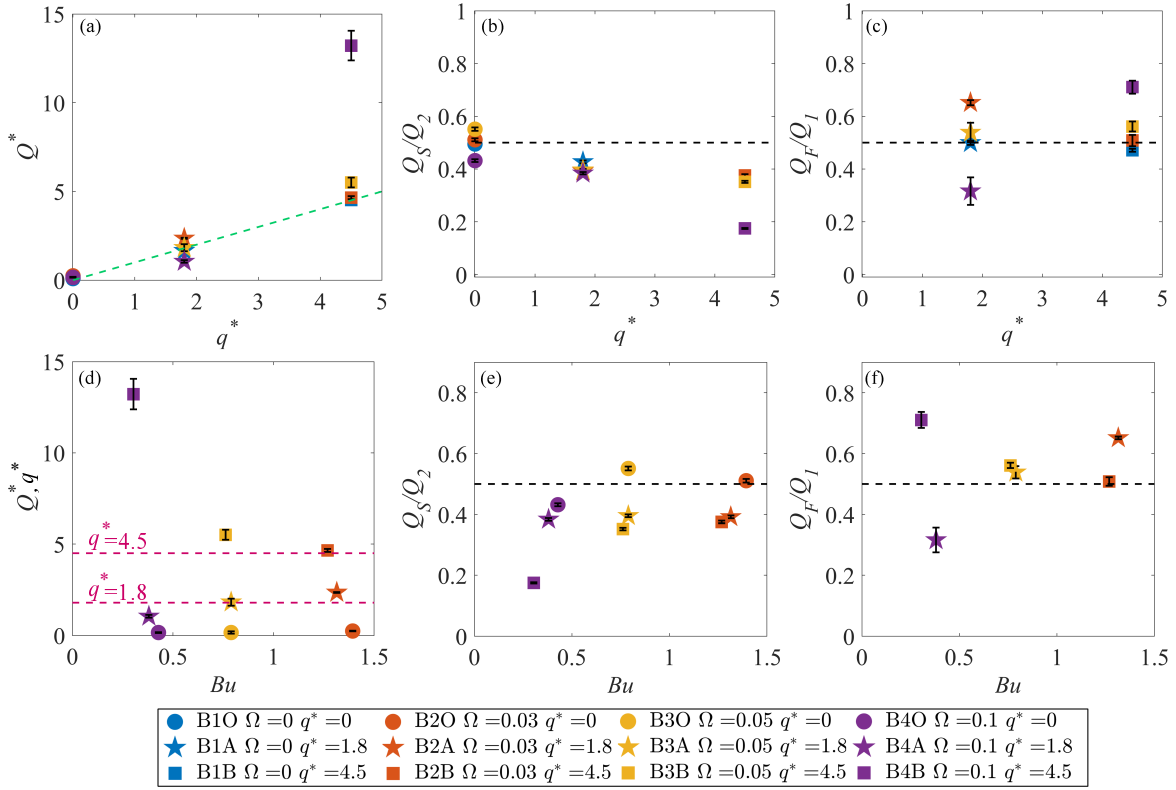 (a)
15
10
5
0
Q*
0 1 2 3 4 5
q*
(b)
1
0.8
0.6
0.4
0.2
0
Q_S/Q_2
0 1 2 3 4 5
q*
(c)
1
0.8
0.6
0.4
0.2
0
Q_F/Q_1
0 1 2 3 4 5
q*
(d)
15
10
5
0
Q*,q*
q*=4.5
q*=1.8
0 0.5 1 1.5
Bu
(e)
0.8
0.6
0.4
0.2
0
Q_S/Q_2
0.5 1 1.5
Bu
(f)
0.8
0.6
0.4
0.2
0
Q_F/Q_1
0 0.5 1 1.5
Bu
B1O Ω =0 q* =0 B2O Ω =0.03 q* =0 B3O Ω =0.05 q* =0 B4O Ω =0.1 q* =0
B1A Ω =0 q* =1.8 B2A Ω =0.03 q* =1.8 B3A Ω =0.05 q* =1.8 B4A Ω =0.1 q* =1.8
B1B Ω =0 q* =4.5 B2B Ω =0.03 q* =4.5 B3B Ω =0.05 q* =4.5 B4B Ω =0.1 q* =4.5